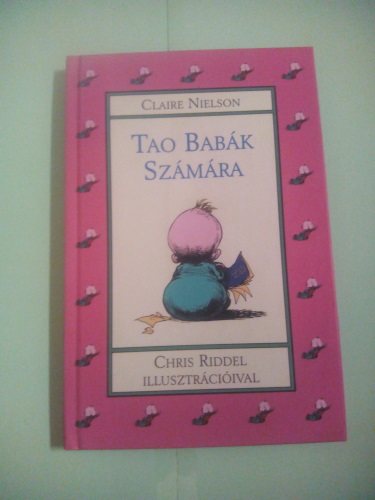 CLAIRE NIELSON
TAO BABÁK
SZÁMÁRA
CHRIS RIDDEL
ILLUSZTRÁCIÓIVAL